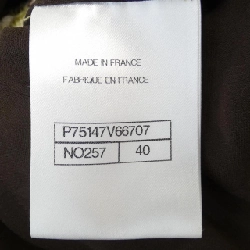 MADE IN FRANCE
FABRIQUE EN FRANCE
P75147V66707
NO257 40